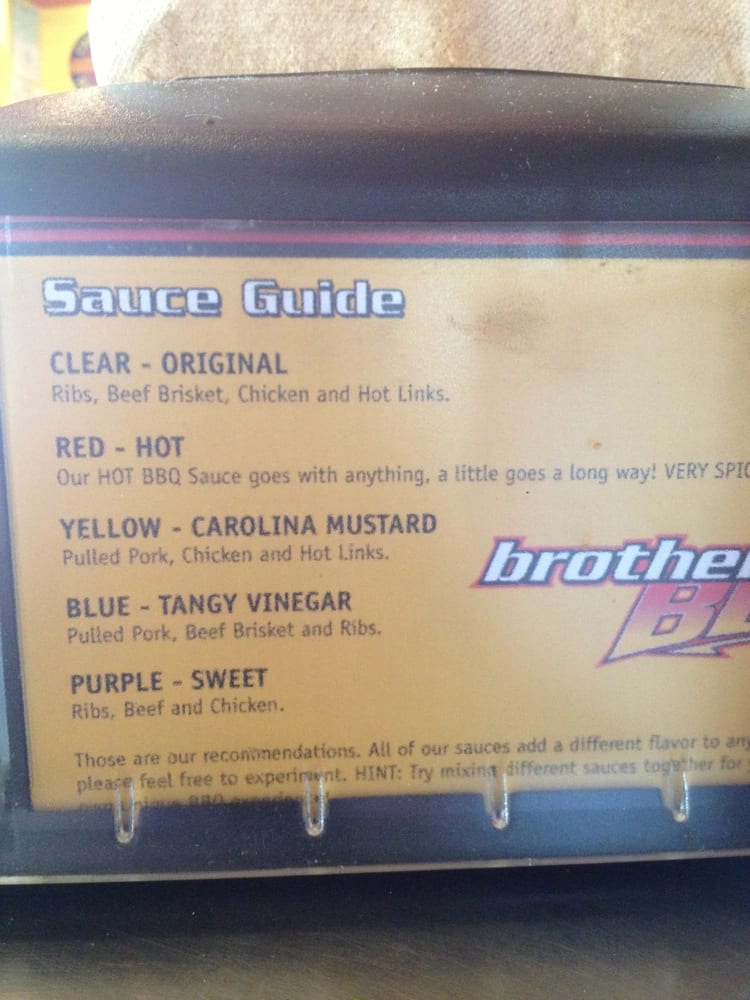 Sauce Guide
CLEAR - ORIGINAL
Ribs, Beef Brisket, Chicken and Hot Links.
RED - HOT
Our HOT BBQ Sauce goes with anything, a little goes a long way! VERY SPIC
YELLOW - CAROLINA MUSTARD
Pulled Pork, Chicken and Hot Links.
brothe
BLUE - TANGY VINEGAR
Pulled Pork, Beef Brisket and Ribs.
PURPLE - SWEET
Ribs, Beef and Chicken.
Those are our recommendations. All of our sauces add a different flavor to any
please feel free to experiment. HINT: Try mixing different sauces together for
BBQ